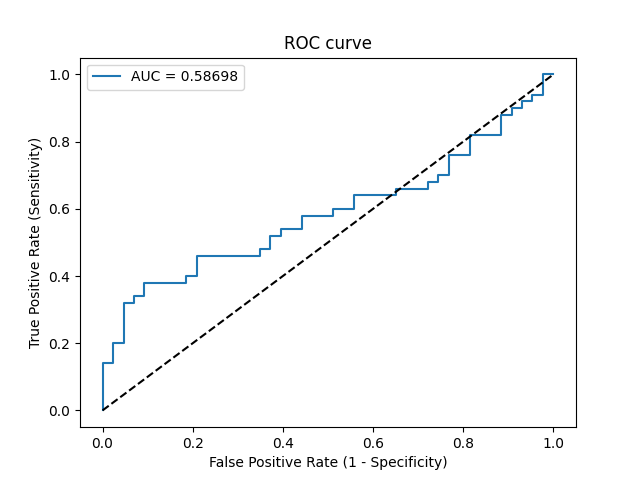 ROC curve
AUC = 0.58698
True Positive Rate (Sensitivity)
1.0
0.8
0.6
0.4
0.2
0.0
0.0 0.2 0.4 0.6 0.8 1.0
False Positive Rate (1 - Specificity)